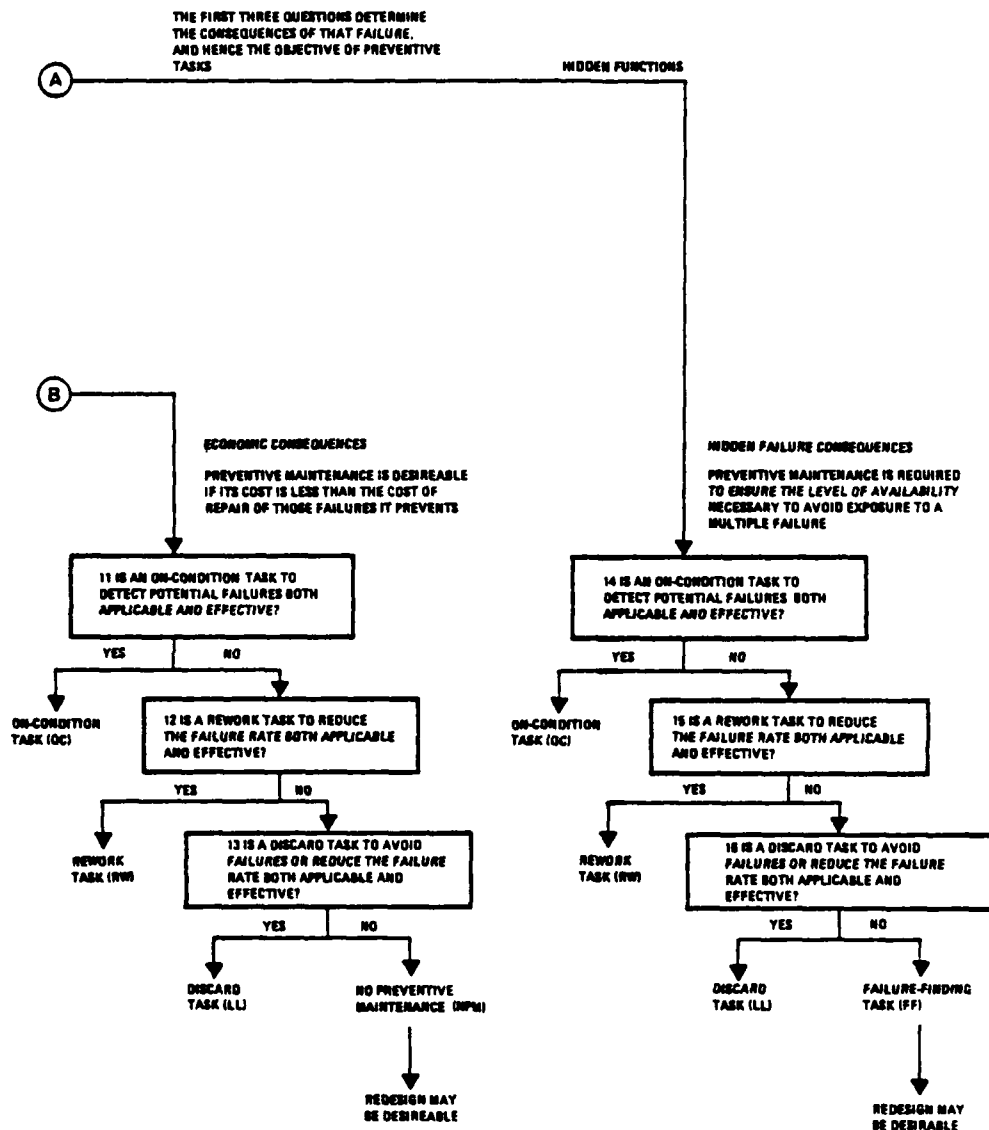 THE FIRST THREE QUESTIONS DETERMINE
THE CONSEQUENCES OF THAT FAILURE,
AND HENCE THE OBJECTIVE OF PREVENTIVE
TASKS
A
HIDDEN FUNCTIONS
B
ECONOMIC CONSEQUENCES
PREVENTIVE MAINTENANCE IS DESIREABLE
IF ITS COST IS LESS THAN THE COST OF
REPAIR OF THOSE FAILURES IT PREVENTS
HIDDEN FAILURE CONSEQUENCES
PREVENTIVE MAINTENANCE IS REQUIRED
TO ENSURE THE LEVEL OF AVAILABILITY
NECESSARY TO AVOID EXPOSURE TO A
MULTIPLE FAILURE
11 IS AN ON-CONDITION TASK TO
DETECT POTENTIAL FAILURES BOTH
APPLICABLE AND EFFECTIVE?
YES
NO
ON-CONDITION
TASK (OC)
12 IS A REWORK TASK TO REDUCE
THE FAILURE RATE BOTH APPLICABLE
AND EFFECTIVE?
YES
NO
REWORK
TASK (RW)
13 IS A DISCARD TASK TO AVOID
FAILURES OR REDUCE THE FAILURE
RATE BOTH APPLICABLE AND
EFFECTIVE?
YES
NO
DISCARD
TASK (LL)
NO PREVENTIVE
MAINTENANCE (NPM)
REDESIGN MAY
BE DESIREABLE
14 IS AN ON-CONDITION TASK TO
DETECT POTENTIAL FAILURES BOTH
APPLICABLE AND EFFECTIVE?
YES
NO
ON-CONDITION
TASK (OC)
15 IS A REWORK TASK TO REDUCE
THE FAILURE RATE BOTH APPLICABLE
AND EFFECTIVE?
YES
NO
REWORK
TASK (RW)
16 IS A DISCARD TASK TO AVOID
FAILURES OR REDUCE THE FAILURE
RATE BOTH APPLICABLE AND
EFFECTIVE?
YES
NO
DISCARD
TASK (LL)
FAILURE-FINDING
TASK (FF)
REDESIGN MAY
BE DESIRABLE